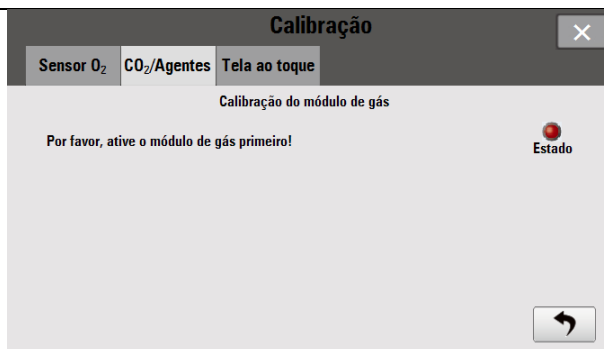 Calibração
Sensor O₂ CO₂/Agentes Tela ao toque
Calibração do módulo de gás
Por favor, ative o módulo de gás primeiro!
Estado